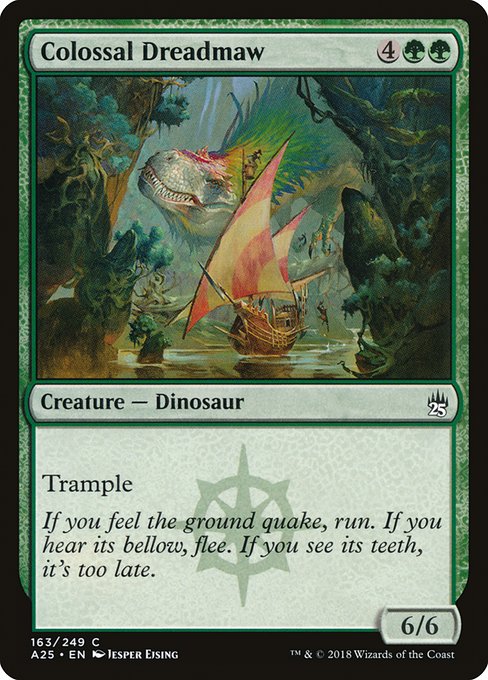 Colossal Dreadmaw 4
Creature — Dinosaur
25
Trample
If you feel the ground quake, run. If you
hear its bellow, flee. If you see its teeth,
it's too late.
6/6
163/249 C
A25 • EN Jesper Eising
™ & © 2018 Wizards of the Coast